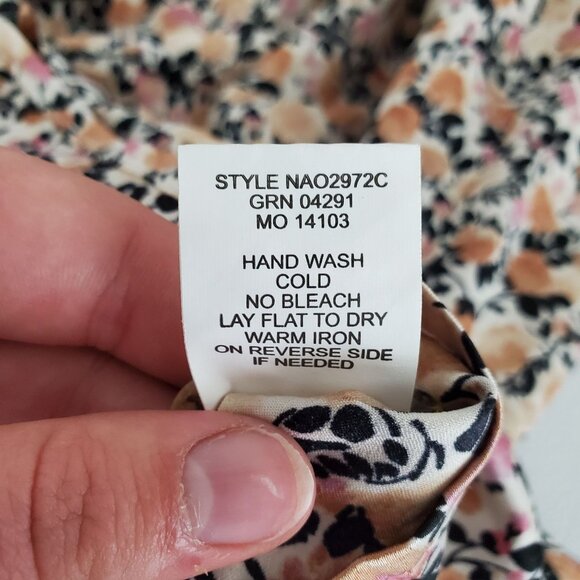 STYLE NAO2972C
GRN 04291
MO 14103
HAND WASH
COLD
NO BLEACH
LAY FLAT TO DRY
WARM IRON
ON REVERSE SIDE
IF NEEDED